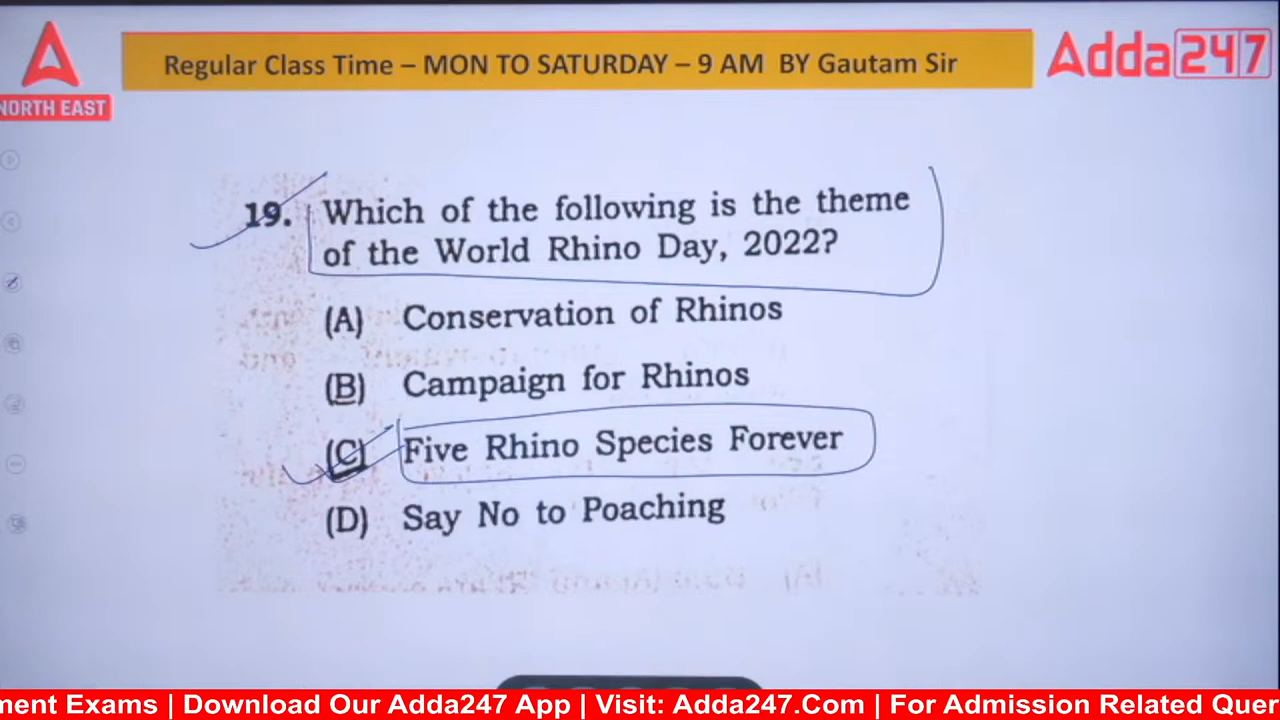 Regular Class Time – MON TO SATURDAY – 9 AM BY Gautam Sir
Adda247
NORTH EAST
19. Which of the following is the theme
of the World Rhino Day, 2022?
(A) Conservation of Rhinos
(B) Campaign for Rhinos
(C) Five Rhino Species Forever
(D) Say No to Poaching
ment Exams | Download Our Adda247 App | Visit: Adda247.Com | For Admission Related Quer